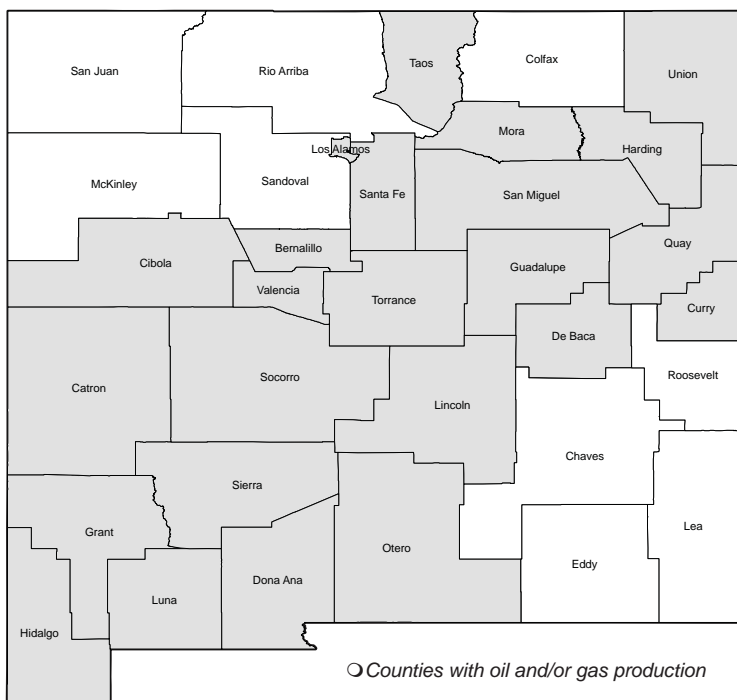 San Juan
Rio Arriba
Taos
Colfax
Union
Mora
Los Alamos
Harding
McKinley
Sandoval
Santa Fe
San Miguel
Bernalillo
Quay
Cibola
Guadalupe
Valencia
Torrance
Curry
De Baca
Roosevelt
Catron
Socorro
Lincoln
Chaves
Sierra
Lea
Grant
Otero
Eddy
Luna
Dona Ana
Hidalgo
Counties with oil and/or gas production